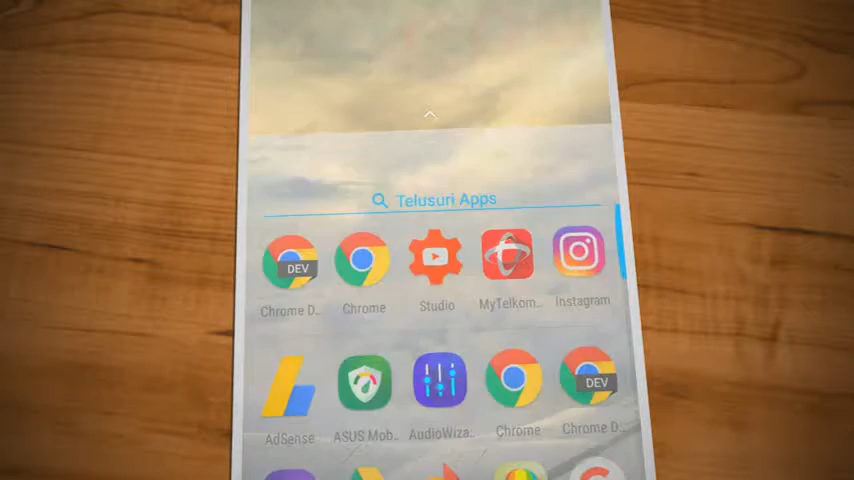 Telusuri Apps
DEV
Chrome D.. Chrome Studio MyTelkom.. Instagram
DEV
AdSense ASUS Mob.. AudioWiza.. Chrome Chrome D..